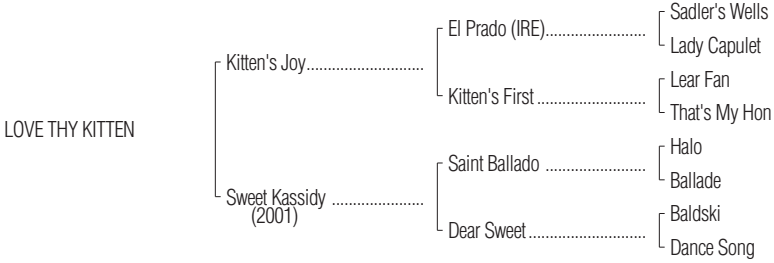 Sadler's Wells
El Prado (IRE)........................
Lady Capulet
Kitten's Joy............................
Lear Fan
Kitten's First..........................
That's My Hon
LOVE THY KITTEN
Halo
Saint Ballado ........................
Ballade
Sweet Kassidy ......................
(2001)
Baldski
Dear Sweet............................
Dance Song